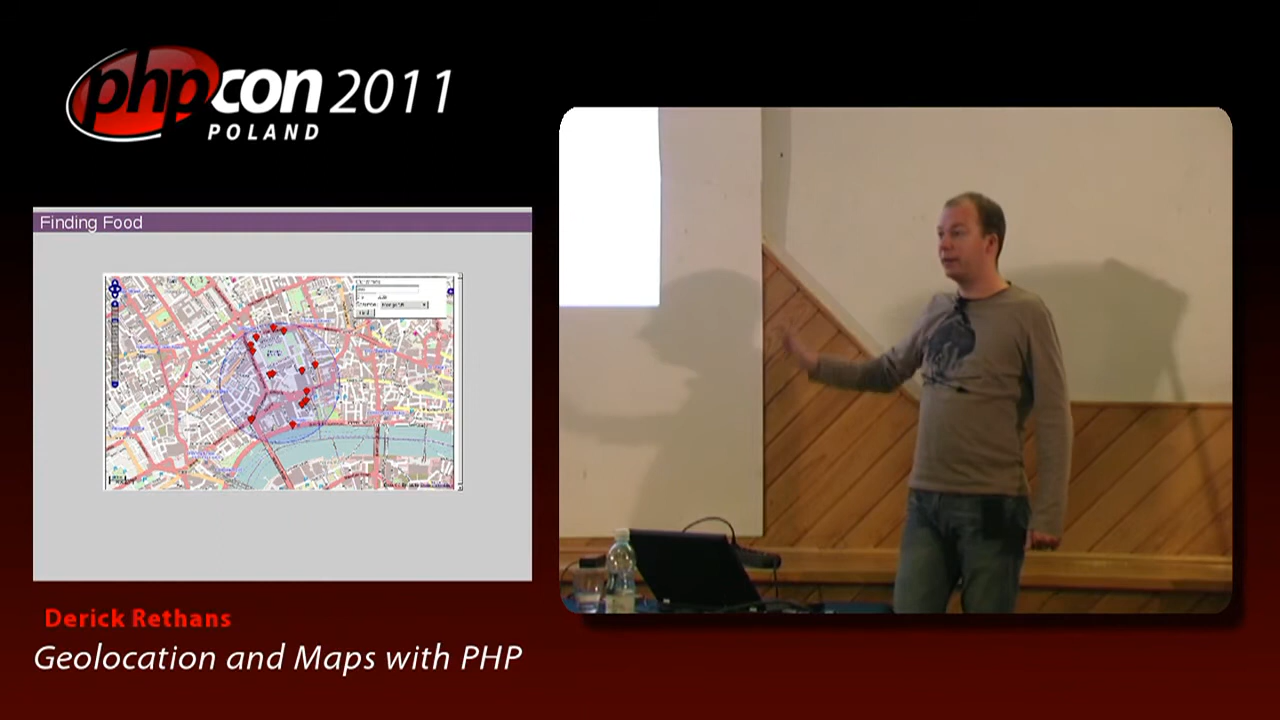 phpcon 2011
POLAND
Finding Food
Derick Rethans
Geolocation and Maps with PHP